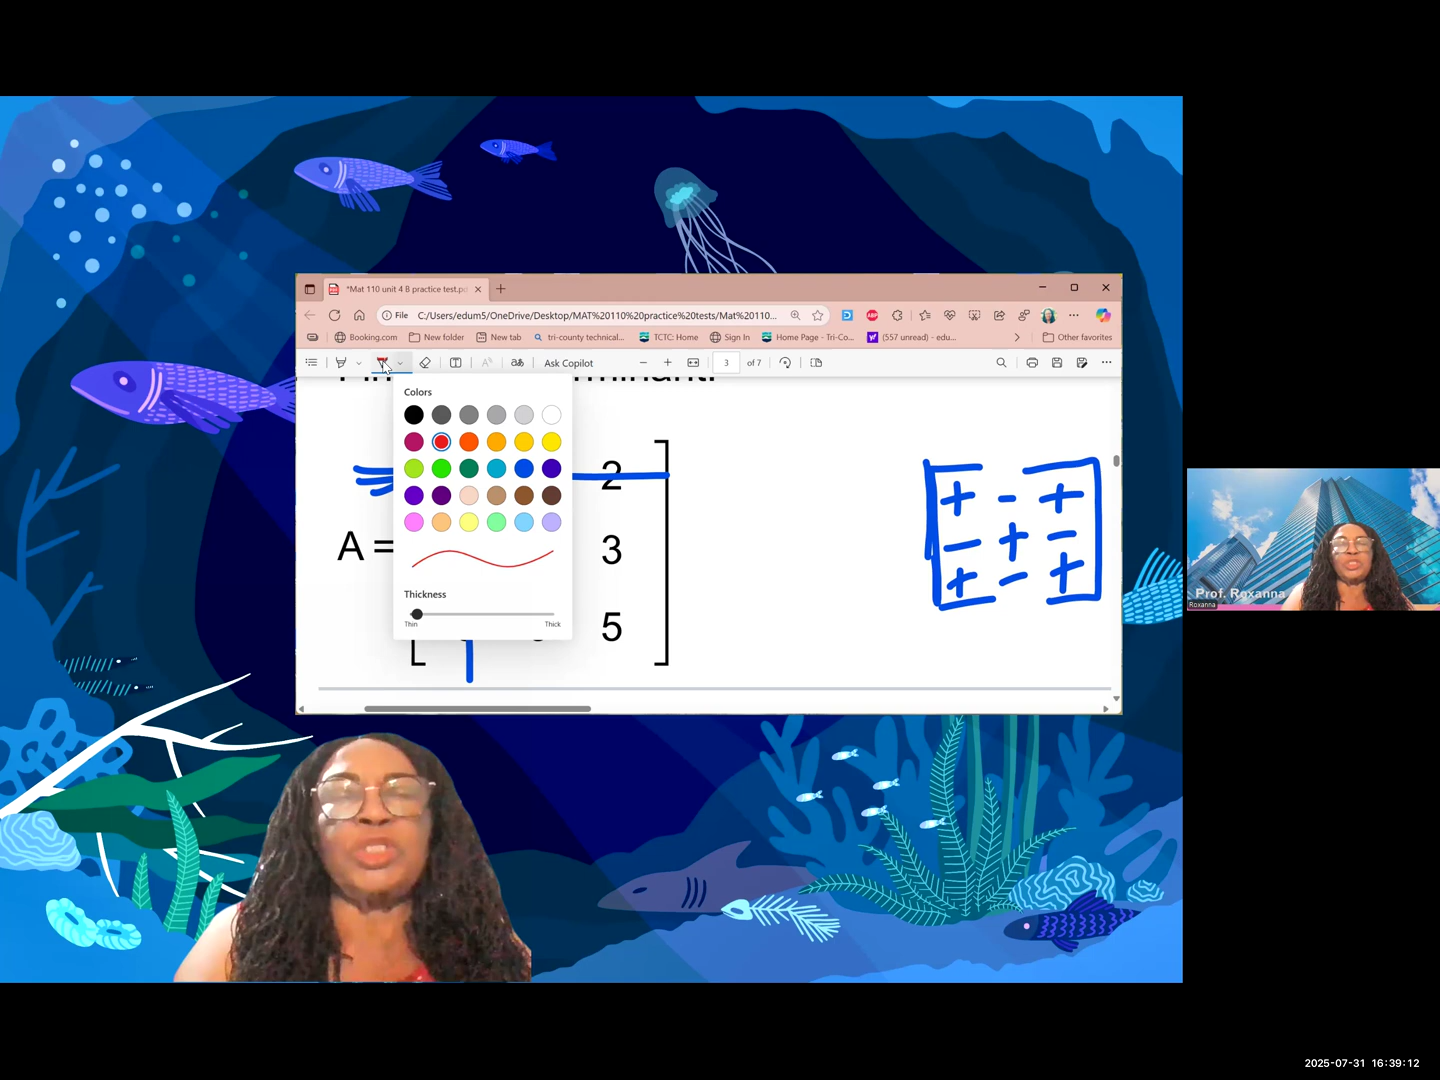 *Mat 110 unit 4 B practice test.pd
File C:/Users/edum5/OneDrive/Desktop/MAT%20110%20practice%20tests/Mat%20110...
Booking.com New folder New tab tri-county technical... TCTC: Home Sign In Home Page - Tri-Co... (557 unread) - edu... Other favorites
Ask Copilot 3 of 7
Colors
2
A = 3
5
Thickness
Thin Thick
+ - +
- + -
+ - +
Prof. Roxanna
Roxanna
2025-07-31 16:39:12